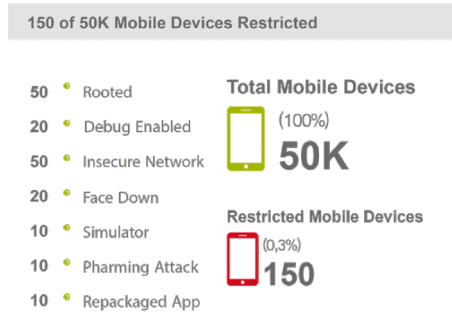 150 of 50K Mobile Devices Restricted
50 Rooted
20 Debug Enabled
50 Insecure Network
20 Face Down
10 Simulator
10 Pharming Attack
10 Repackaged App
Total Mobile Devices
(100%)
50K
Restricted Mobile Devices
(0,3%)
150